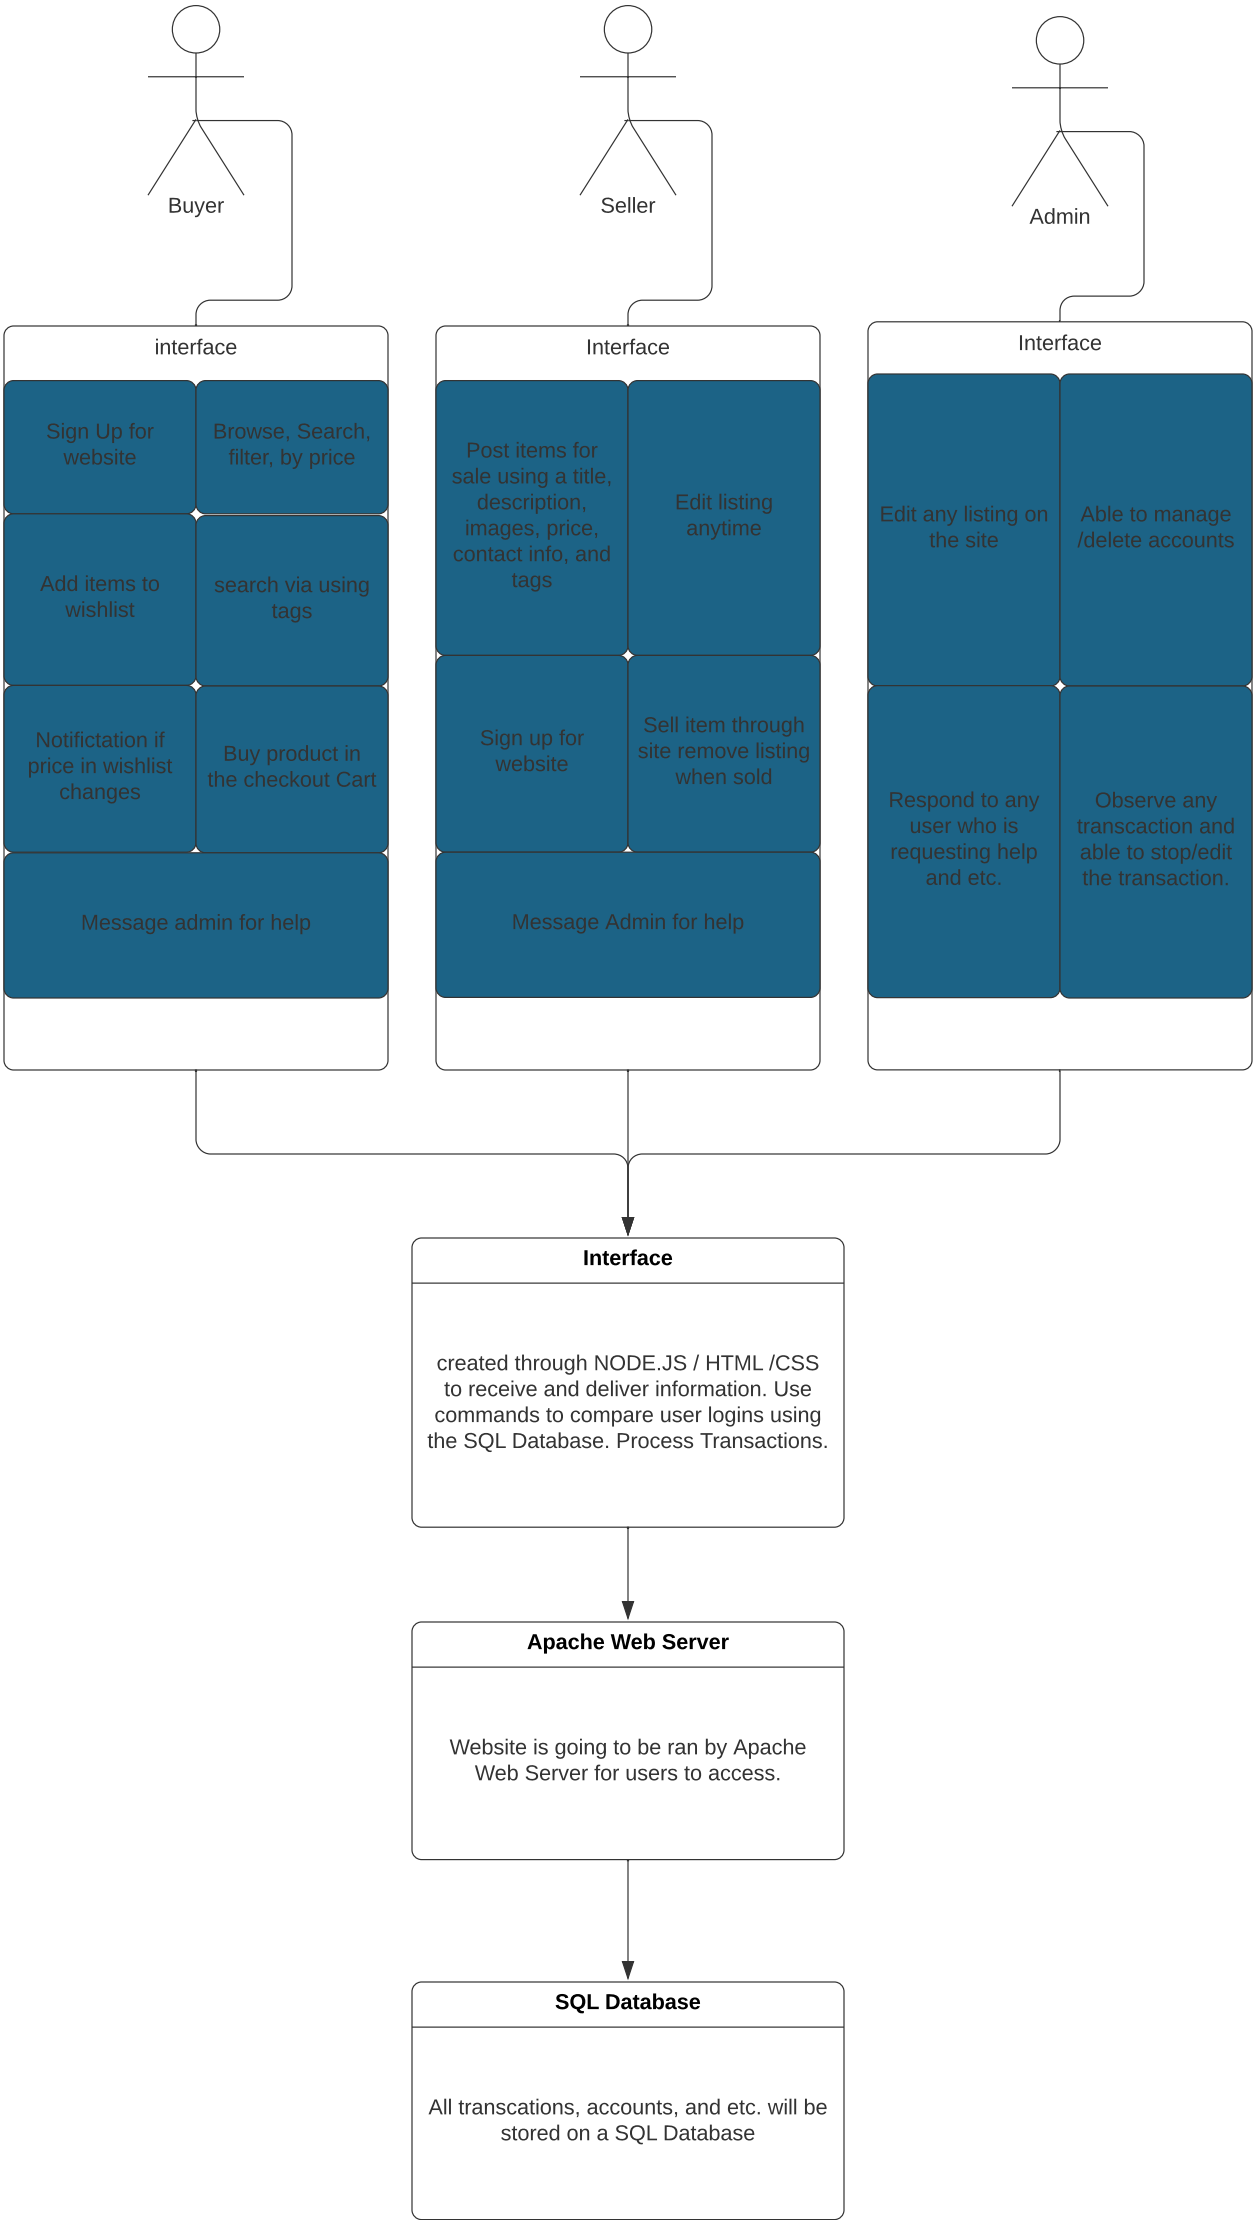 Buyer
Seller
Admin
interface
Sign Up for
website
Browse, Search,
filter, by price
Add items to
wishlist
search via using
tags
Notifictation if
price in wishlist
changes
Buy product in
the checkout Cart
Message admin for help
Interface
Post items for
sale using a title,
description,
images, price,
contact info, and
tags
Edit listing
anytime
Sign up for
website
Sell item through
site remove listing
when sold
Message Admin for help
Interface
Edit any listing on
the site
Able to manage
/delete accounts
Respond to any
user who is
requesting help
and etc.
Observe any
transcaction and
able to stop/edit
the transaction.
Interface
created through NODE.JS / HTML /CSS
to receive and deliver information. Use
commands to compare user logins using
the SQL Database. Process Transactions.
Apache Web Server
Website is going to be ran by Apache
Web Server for users to access.
SQL Database
All transcations, accounts, and etc. will be
stored on a SQL Database